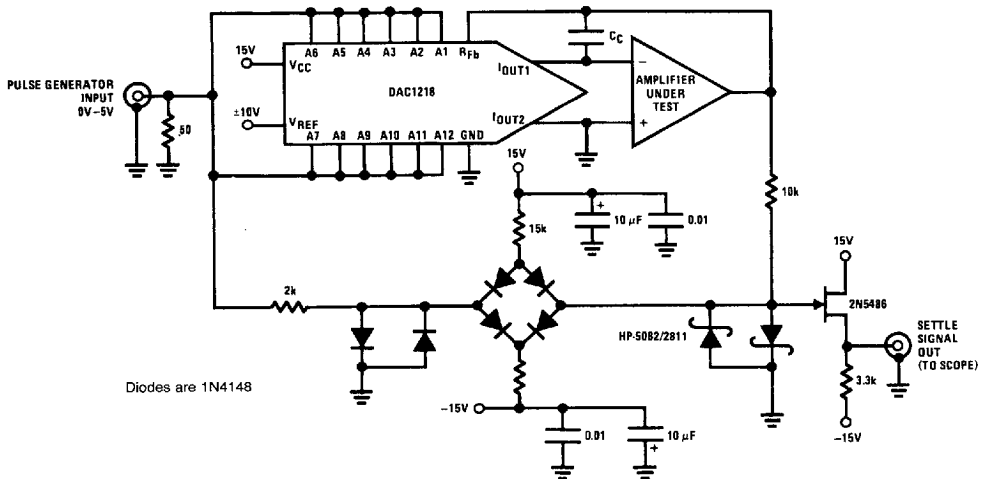 A6 A5 A4 A3 A2 A1 RFb
CC
15V
VCC
IOUT1
−
AMPLIFIER
UNDER
TEST
+
PULSE GENERATOR
INPUT
0V–5V
DAC1218
50
±10V
VREF
IOUT2
A7 A8 A9 A10 A11 A12 GND
15V
+
10 µF
0.01
15k
10k
15V
2k
2N5486
HP-5082/2811
SETTLE
SIGNAL
OUT
(TO SCOPE)
Diodes are 1N4148
3.3k
−15V
0.01
10 µF
+
−15V